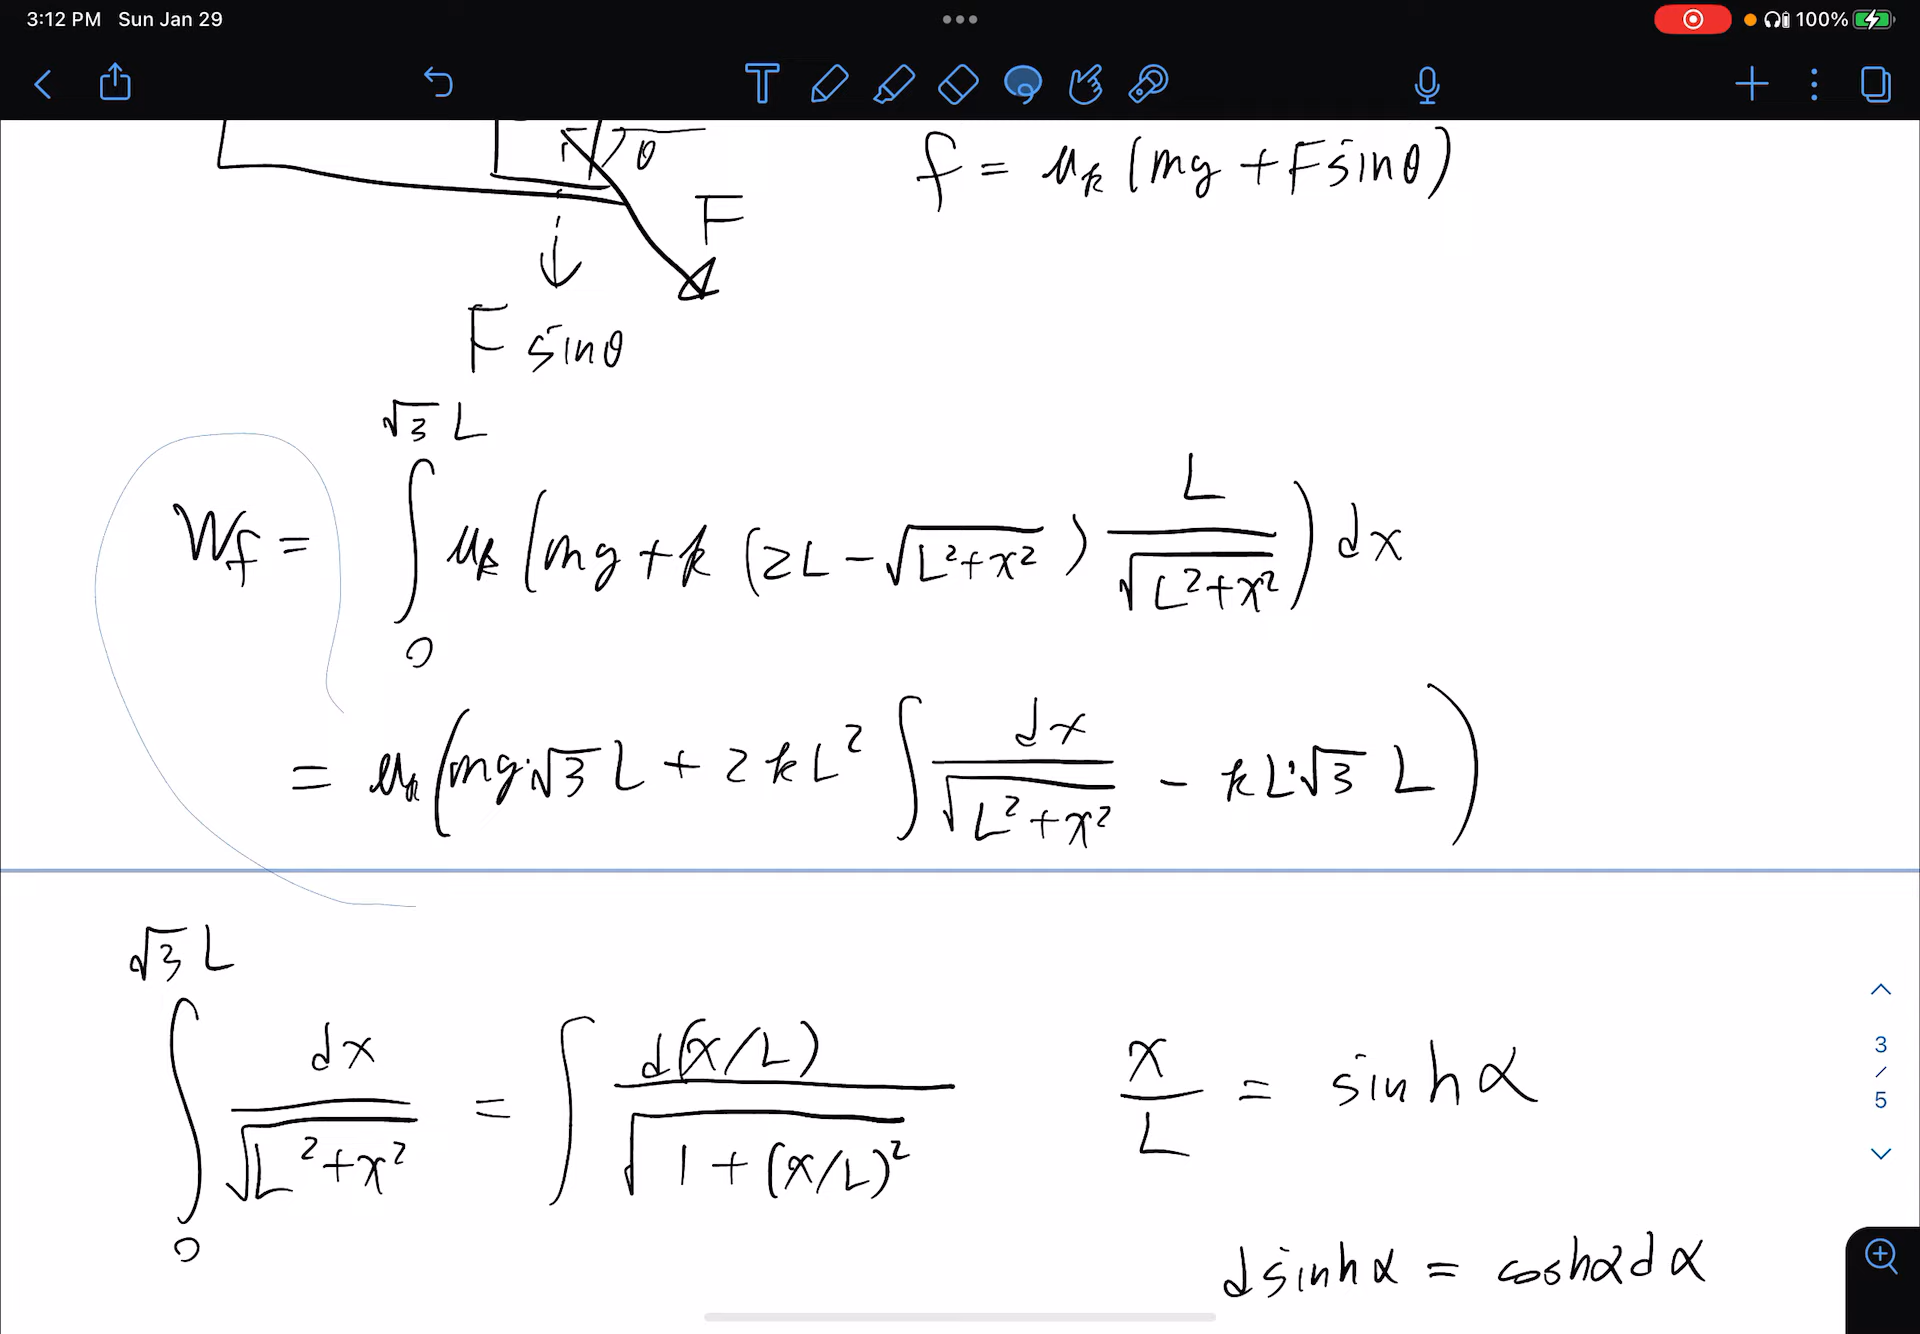 3:12 PM Sun Jan 29
100%
θ
f = μk (mg + F sinθ)
F
F sinθ
√3 L
Wf = ∫ μk (mg + k (2L − √(L²+x²)) L/√(L²+x²)) dx
0
= μk (mg·√3 L + 2kL² ∫ dx/√(L²+x²) − kL·√3 L)
√3 L
∫ dx/√(L²+x²) = ∫ d(x/L)/√(1+(x/L)²)
0
x/L = sinh α
d sinh α = cosh α d α
3
/
5